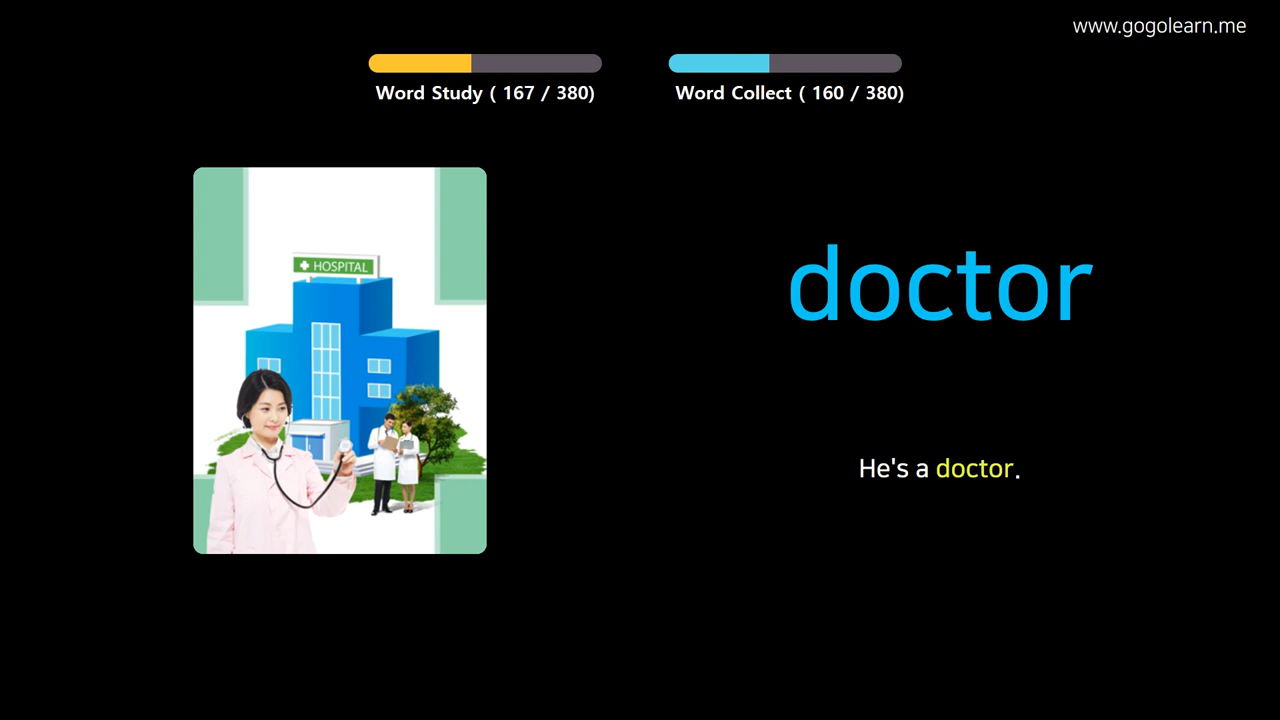 www.gogolearn.me
Word Study ( 167 / 380)
Word Collect ( 160 / 380)
HOSPITAL
doctor
He's a doctor.